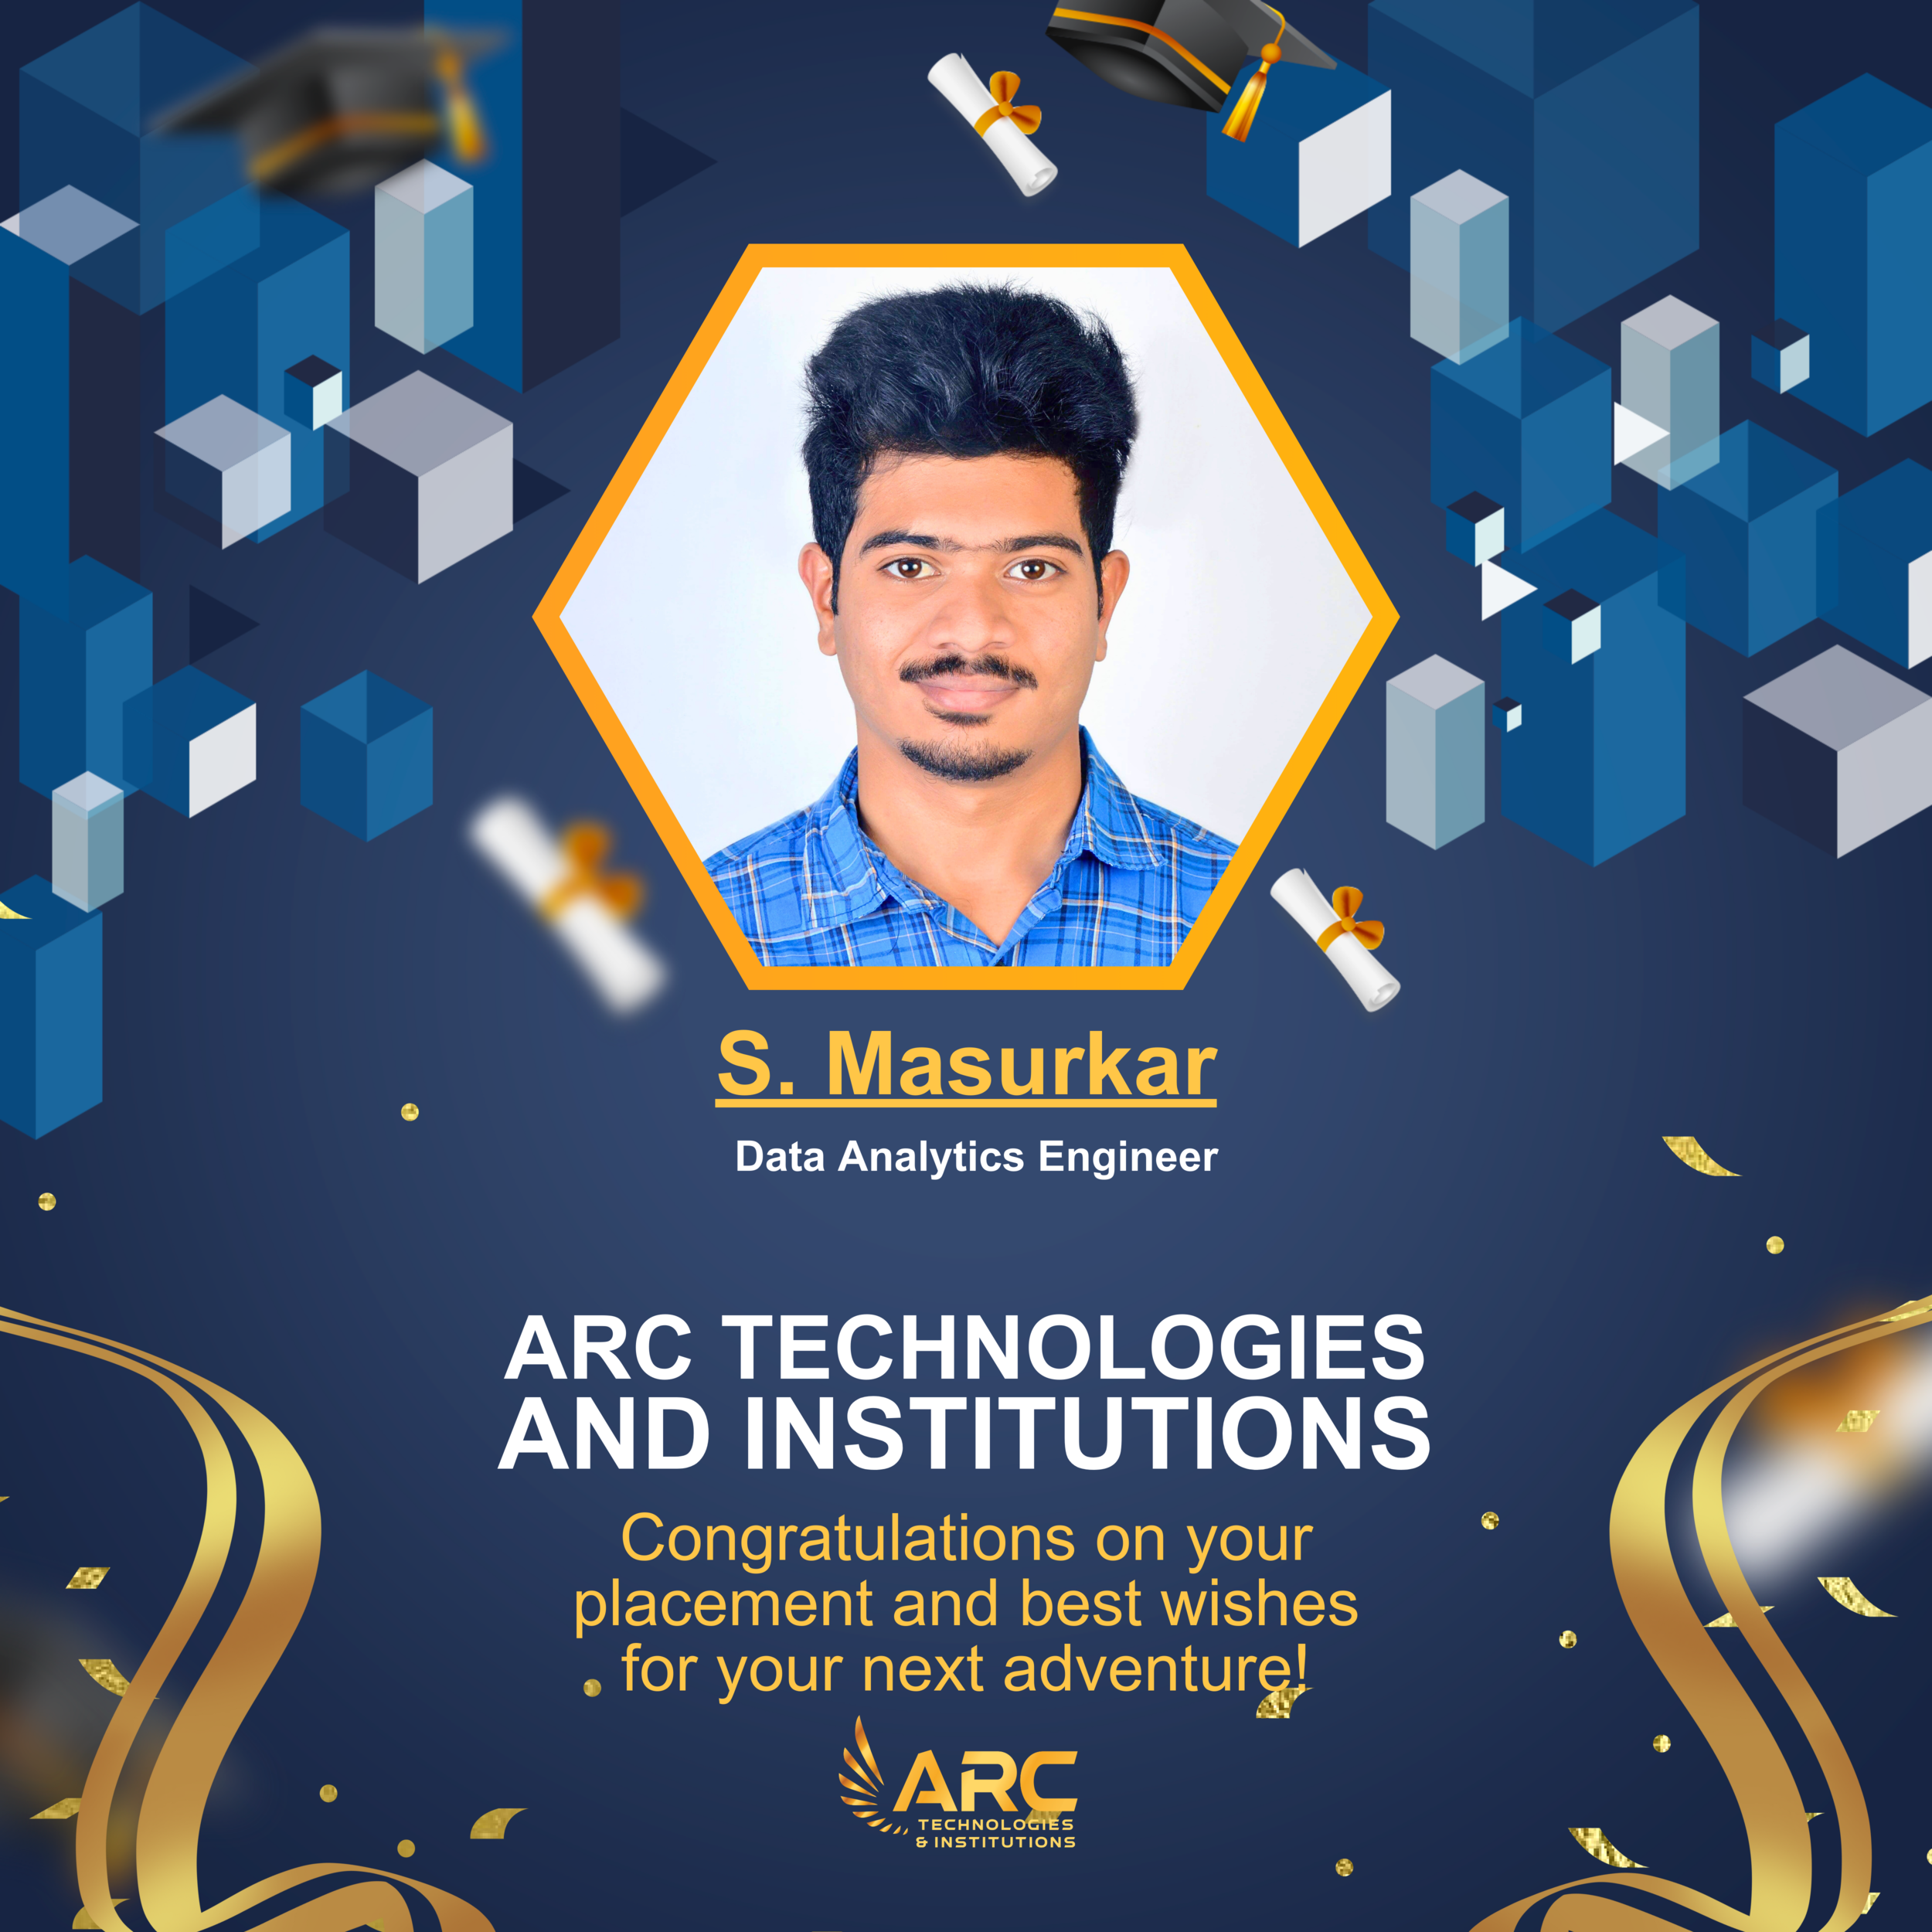 S. Masurkar
Data Analytics Engineer
ARC TECHNOLOGIES
AND INSTITUTIONS
Congratulations on your
placement and best wishes
for your next adventure!
ARC
TECHNOLOGIES
& INSTITUTIONS